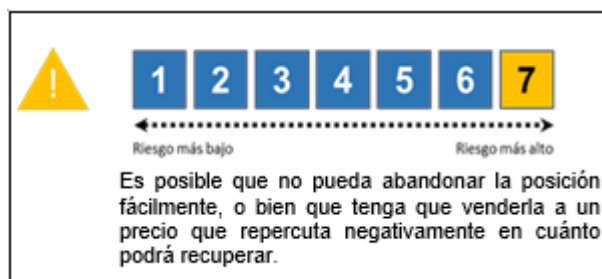 !
1 2 3 4 5 6 7
Riesgo más bajo Riesgo más alto
Es posible que no pueda abandonar la posición
fácilmente, o bien que tenga que venderla a un
precio que repercuta negativamente en cuánto
podrá recuperar.